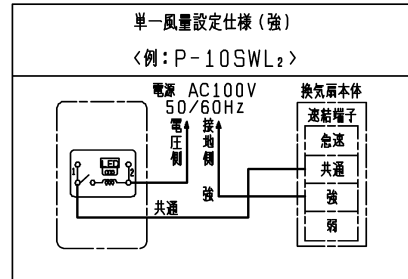 単一風量設定仕様（強）
〈例：P-10SWL₂〉
電源 AC100V
50/60Hz
換気扇本体
速結端子
電圧側
接地側
急速
共通
強
弱
LED
1
2
強
共通